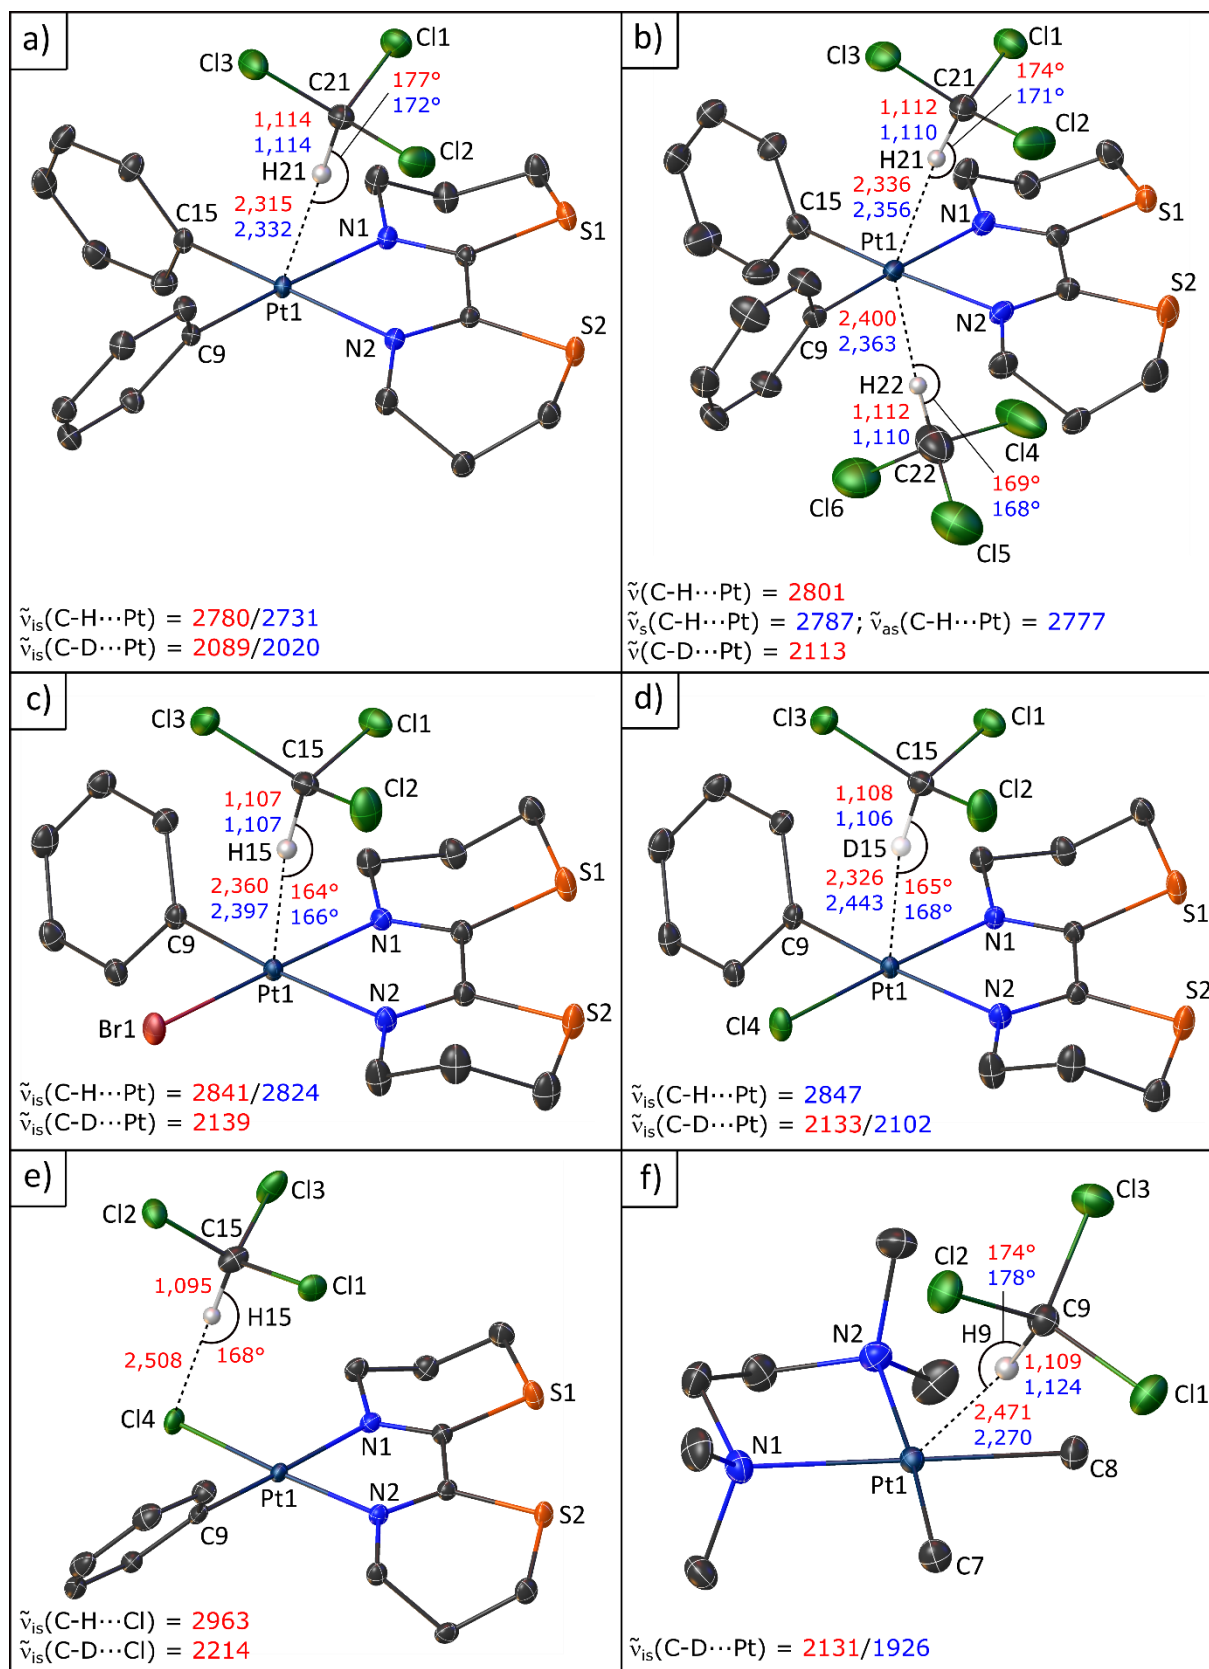 a)
Cl3
Cl1
C21
177°
172°
1,114
1,114
Cl2
H21
2,315
2,332
C15
N1
S1
Pt1
N2
S2
C9
ṽis(C-H···Pt) = 2780/2731
ṽis(C-D···Pt) = 2089/2020
b)
Cl3
Cl1
C21
174°
171°
1,112
1,110
Cl2
H21
2,336
2,356
C15
N1
S1
Pt1
S2
N2
2,400
2,363
C9
H22
1,112
1,110
Cl4
C22
169°
168°
Cl6
Cl5
ṽ(C-H···Pt) = 2801
ṽs(C-H···Pt) = 2787; ṽas(C-H···Pt) = 2777
ṽ(C-D···Pt) = 2113
c)
Cl3
Cl1
C15
Cl2
1,107
1,107
H15
2,360
2,397
164°
166°
S1
C9
N1
Pt1
N2
S2
Br1
ṽis(C-H···Pt) = 2841/2824
ṽis(C-D···Pt) = 2139
d)
Cl3
Cl1
C15
Cl2
1,108
1,106
D15
2,326
2,443
165°
168°
S1
C9
N1
Pt1
N2
S2
Cl4
ṽis(C-H···Pt) = 2847
ṽis(C-D···Pt) = 2133/2102
e)
Cl3
Cl2
C15
1,095
Cl1
H15
2,508
168°
Cl4
S1
N1
Pt1
N2
S2
C9
ṽis(C-H···Cl) = 2963
ṽis(C-D···Cl) = 2214
f)
Cl3
Cl2
174°
178°
C9
N2
H9
1,109
1,124
Cl1
2,471
2,270
N1
Pt1
C8
C7
ṽis(C-D···Pt) = 2131/1926